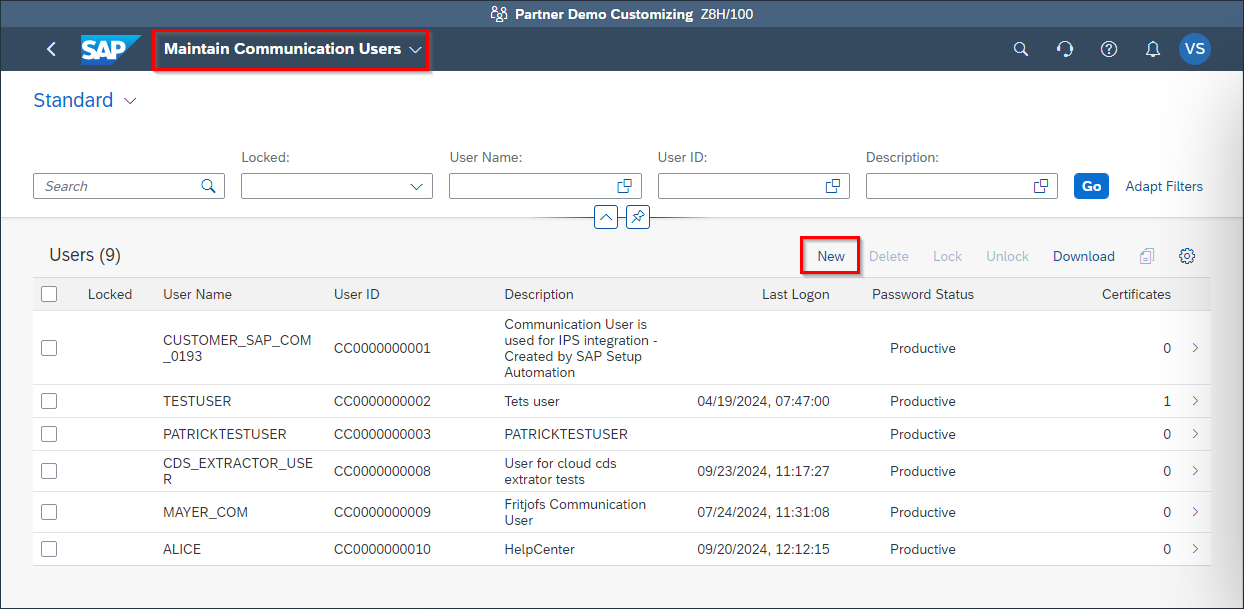 Partner Demo Customizing Z8H/100
SAP Maintain Communication Users VS
Standard
Locked: User Name: User ID: Description:
Search Go Adapt Filters
Users (9) New Delete Lock Unlock Download
Locked User Name User ID Description Last Logon Password Status Certificates
Communication User is
CUSTOMER_SAP_COM used for IPS integration -
CC0000000001 Productive 0
_0193 Created by SAP Setup
Automation
TESTUSER CC0000000002 Tets user 04/19/2024, 07:47:00 Productive 1
PATRICKTESTUSER CC0000000003 PATRICKTESTUSER Productive 0
CDS_EXTRACTOR_USE User for cloud cds
CC0000000008 09/23/2024, 11:17:27 Productive 0
R extrator tests
Fritjofs Communication
MAYER_COM CC0000000009 07/24/2024, 11:31:08 Productive 0
User
ALICE CC0000000010 HelpCenter 09/20/2024, 12:12:15 Productive 0